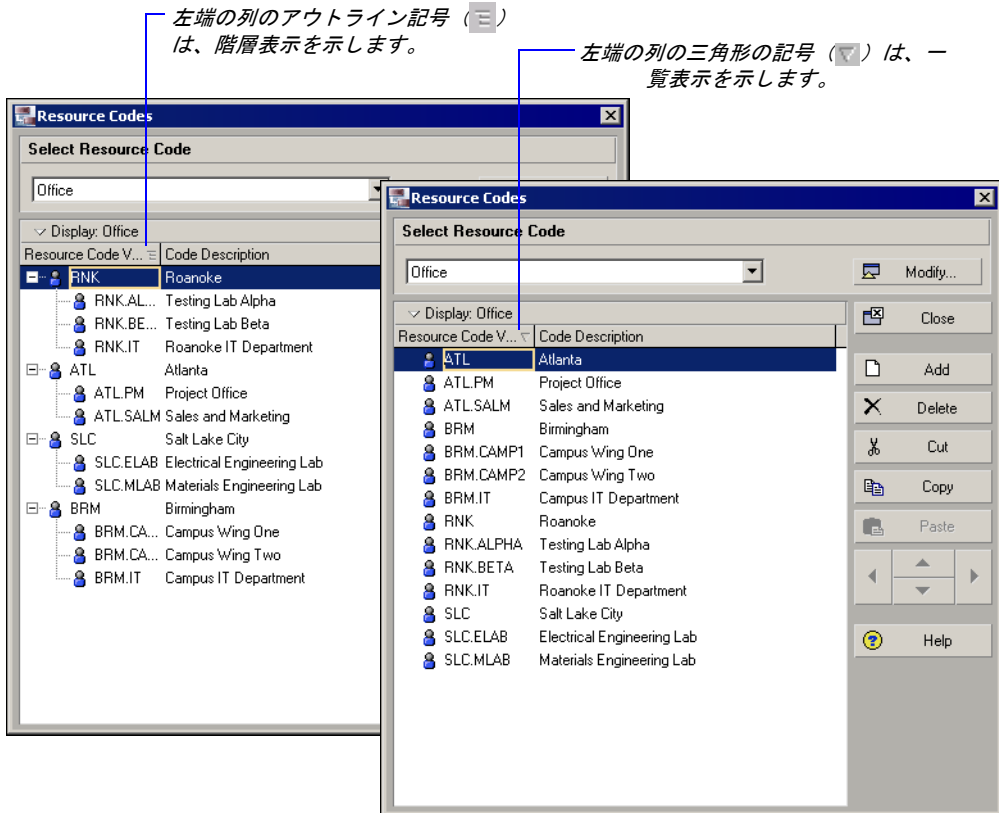 左端の列のアウトライン記号（ ）
は、階層表示を示します。
左端の列の三角形の記号（ ）は、一
覧表示を示します。
Resource Codes
Select Resource Code
Office
Display: Office
Resource Code V... Code Description
RNK Roanoke
RNK.AL... Testing Lab Alpha
RNK.BE... Testing Lab Beta
RNK.IT Roanoke IT Department
ATL Atlanta
ATL.PM Project Office
ATL.SALM Sales and Marketing
SLC Salt Lake City
SLC.ELAB Electrical Engineering Lab
SLC.MLAB Materials Engineering Lab
BRM Birmingham
BRM.CA... Campus Wing One
BRM.CA... Campus Wing Two
BRM.IT Campus IT Department
Resource Codes
Select Resource Code
Office
Modify...
Display: Office
Close
Resource Code V... Code Description
ATL Atlanta
ATL.PM Project Office
ATL.SALM Sales and Marketing
BRM Birmingham
BRM.CAMP1 Campus Wing One
BRM.CAMP2 Campus Wing Two
BRM.IT Campus IT Department
RNK Roanoke
RNK.ALPHA Testing Lab Alpha
RNK.BETA Testing Lab Beta
RNK.IT Roanoke IT Department
SLC Salt Lake City
SLC.ELAB Electrical Engineering Lab
SLC.MLAB Materials Engineering Lab
Add
Delete
Cut
Copy
Paste
Help